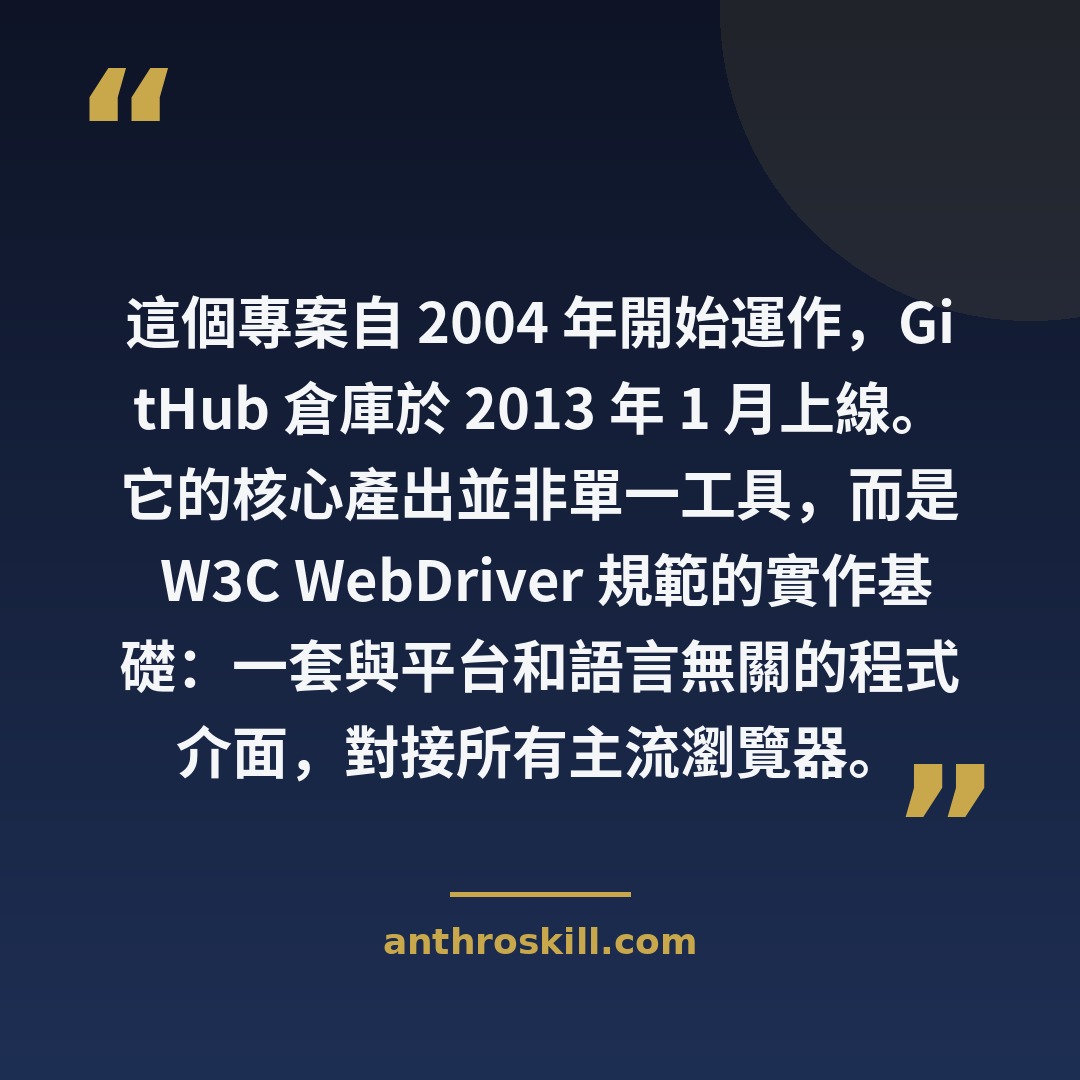 “
這個專案自 2004 年開始運作，Gi
tHub 倉庫於 2013 年 1 月上線。
它的核心產出並非單一工具，而是
W3C WebDriver 規範的實作基
礎：一套與平台和語言無關的程式
介面，對接所有主流瀏覽器。
”
anthroskill.com